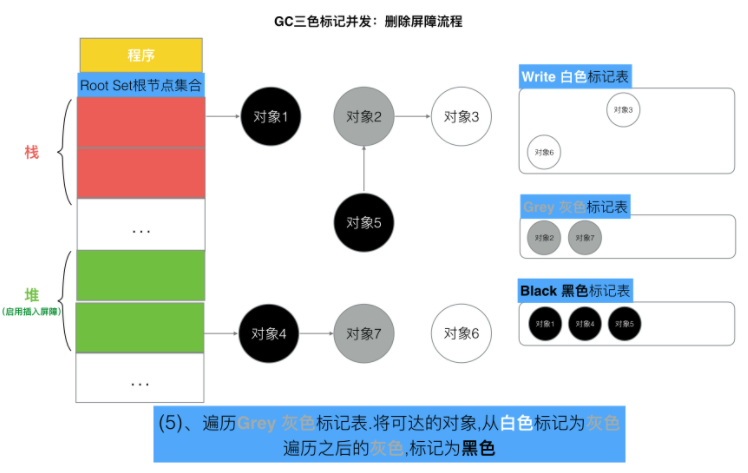 GC三色标记并发：删除屏障流程
程序
Root Set根节点集合
栈
...
堆
(启用插入屏障)
...
对象1
对象2
对象3
对象5
对象4
对象7
对象6
Write 白色标记表
对象3
对象6
Grey 灰色标记表
对象2 对象7
Black 黑色标记表
对象1 对象4 对象5
(5)、遍历Grey 灰色标记表.将可达的对象,从白色标记为灰色
遍历之后的灰色,标记为黑色